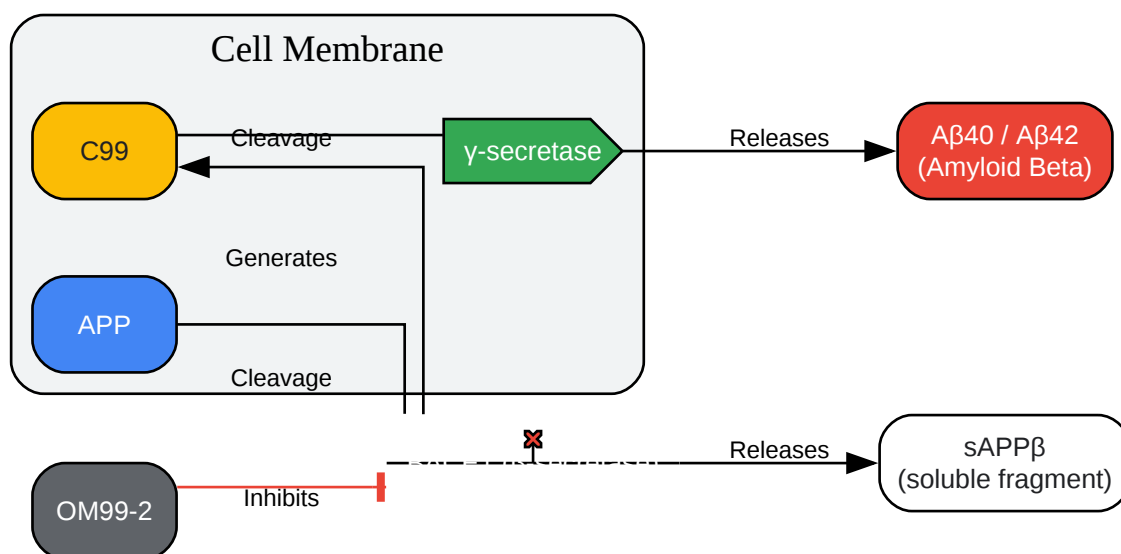 Cell Membrane
C99
Cleavage
γ-secretase
Releases
Aβ40 / Aβ42
(Amyloid Beta)
Generates
APP
Cleavage
Releases
sAPPβ
(soluble fragment)
OM99-2
Inhibits